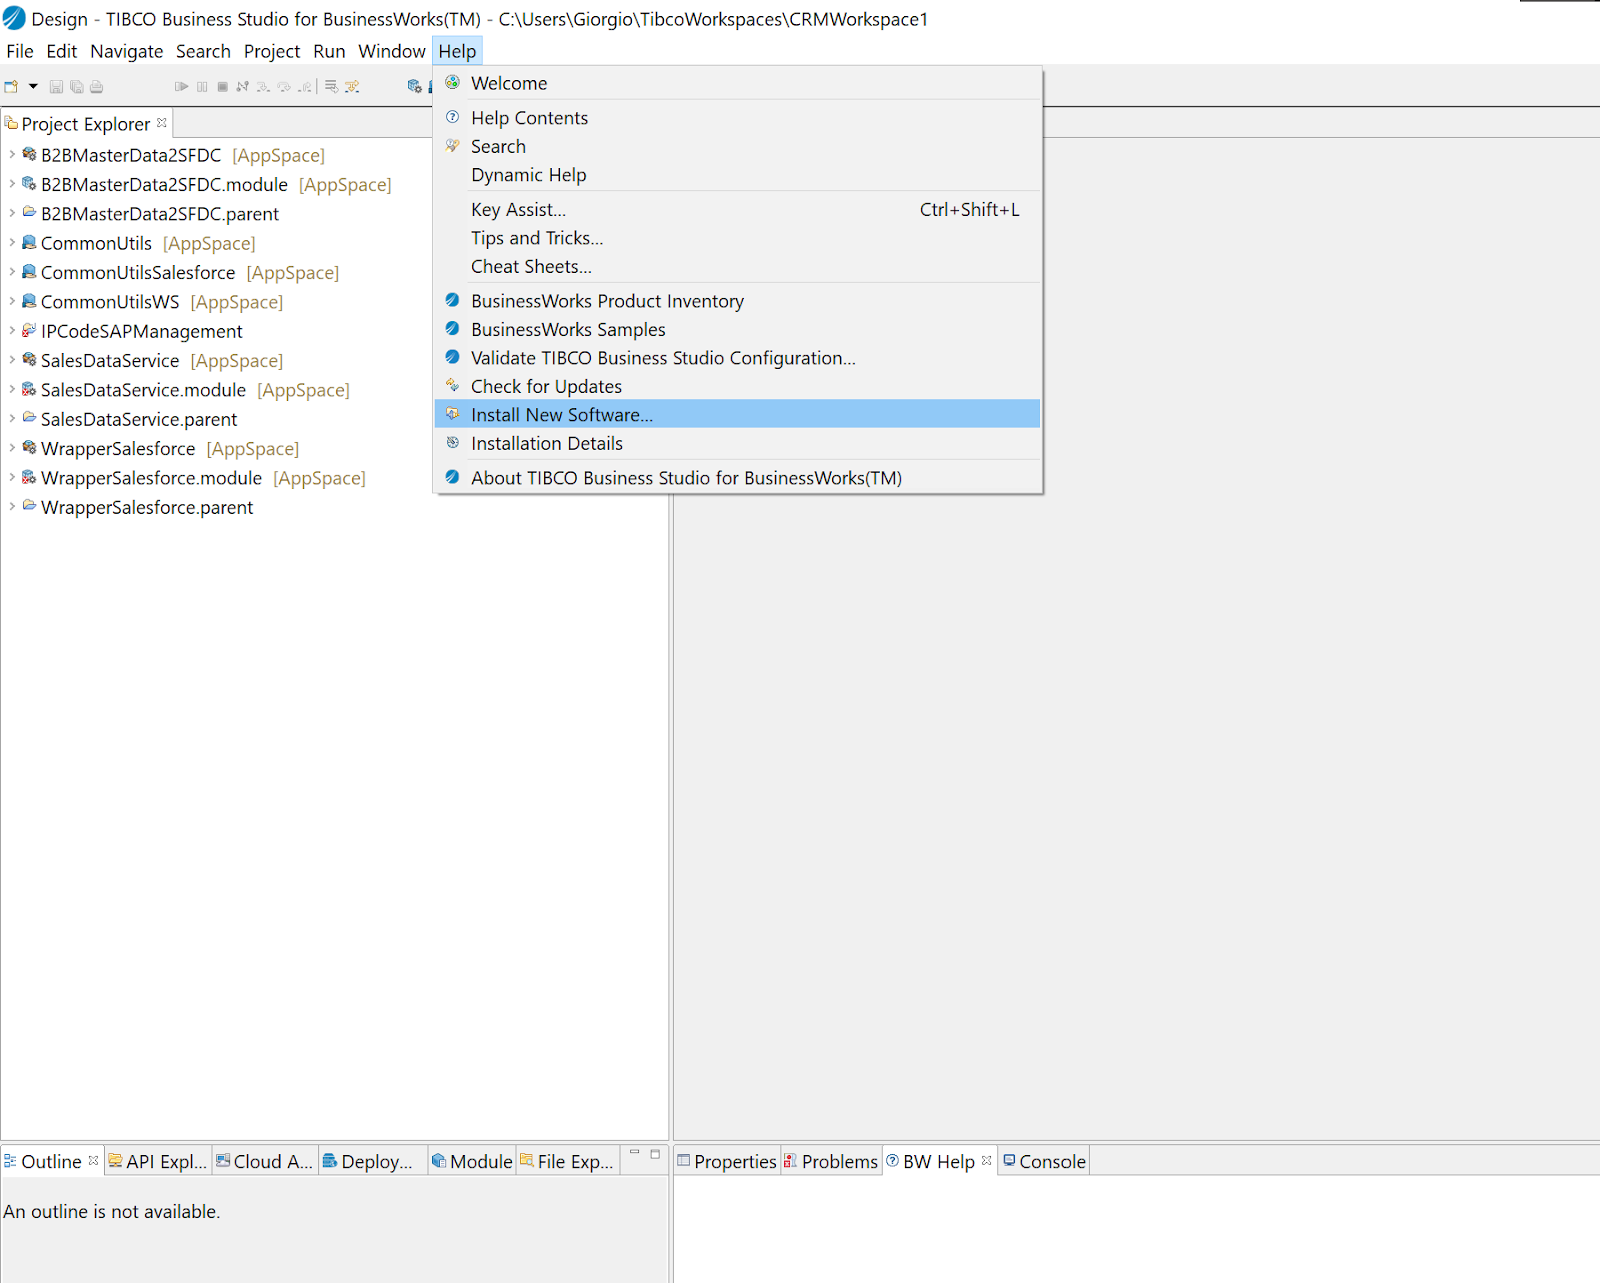 Design - TIBCO Business Studio for BusinessWorks(TM) - C:\Users\Giorgio\TibcoWorkspaces\CRMWorkspace1
File Edit Navigate Search Project Run Window Help
Project Explorer
B2BMasterData2SFDC [AppSpace]
B2BMasterData2SFDC.module [AppSpace]
B2BMasterData2SFDC.parent
CommonUtils [AppSpace]
CommonUtilsSalesforce [AppSpace]
CommonUtilsWS [AppSpace]
IPCodeSAPManagement
SalesDataService [AppSpace]
SalesDataService.module [AppSpace]
SalesDataService.parent
WrapperSalesforce [AppSpace]
WrapperSalesforce.module [AppSpace]
WrapperSalesforce.parent
Welcome
Help Contents
Search
Dynamic Help
Key Assist... Ctrl+Shift+L
Tips and Tricks...
Cheat Sheets...
BusinessWorks Product Inventory
BusinessWorks Samples
Validate TIBCO Business Studio Configuration...
Check for Updates
Install New Software...
Installation Details
About TIBCO Business Studio for BusinessWorks(TM)
Outline API Expl... Cloud A... Deploy... Module File Exp...
An outline is not available.
Properties Problems BW Help Console